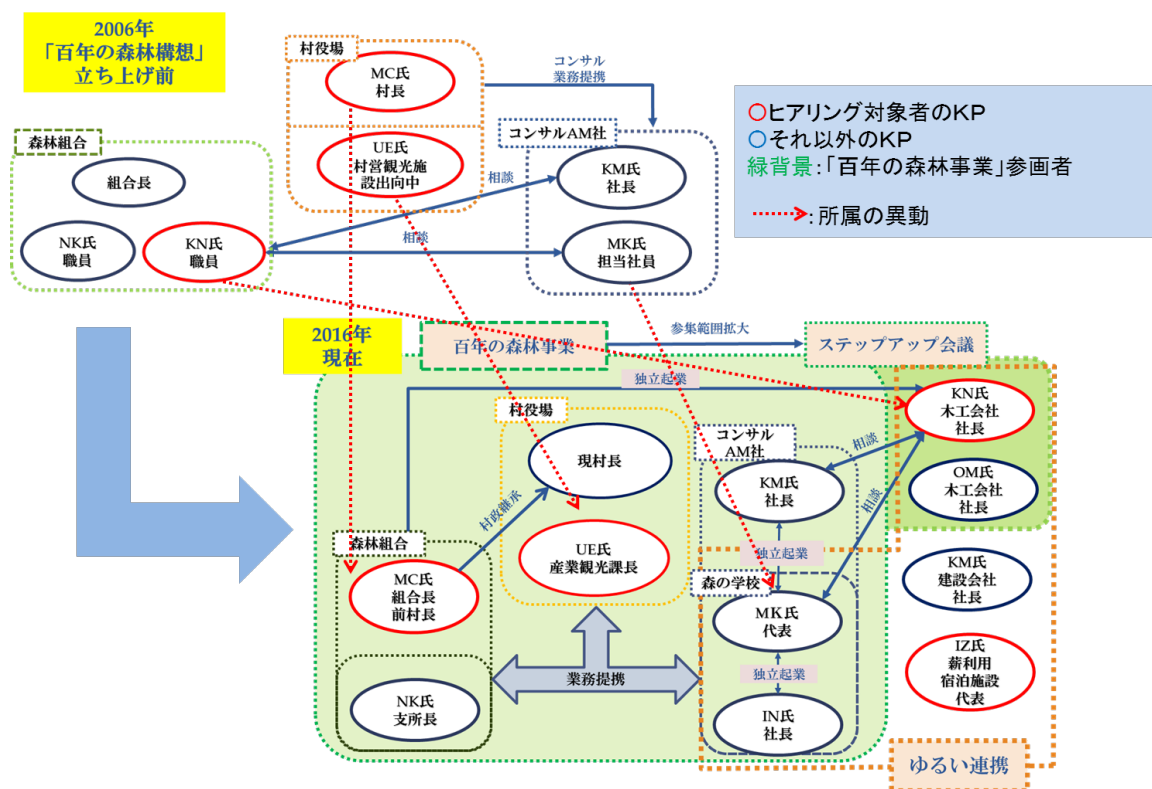 2006年
「百年の森林構想」
立ち上げ前
村役場
MC氏
村長
UE氏
村営観光施
設出向中
コンサル
業務提携
コンサルAM社
KM氏
社長
MK氏
担当社員
森林組合
組合長
NK氏
職員
KN氏
職員
相談
相談
○ヒアリング対象者のKP
○それ以外のKP
緑背景:「百年の森林事業」参画者
:所属の異動
2016年
現在
百年の森林事業
参集範囲拡大
ステップアップ会議
独立起業
村役場
現村長
UE氏
産業観光課長
村政継承
森林組合
MC氏
組合長
前村長
NK氏
支所長
業務提携
コンサル
AM社
KM氏
社長
独立起業
森の学校
MK氏
代表
独立起業
IN氏
社長
相談
相談
KN氏
木工会社
社長
OM氏
木工会社
社長
KM氏
建設会社
社長
IZ氏
薪利用
宿泊施設
代表
ゆるい連携